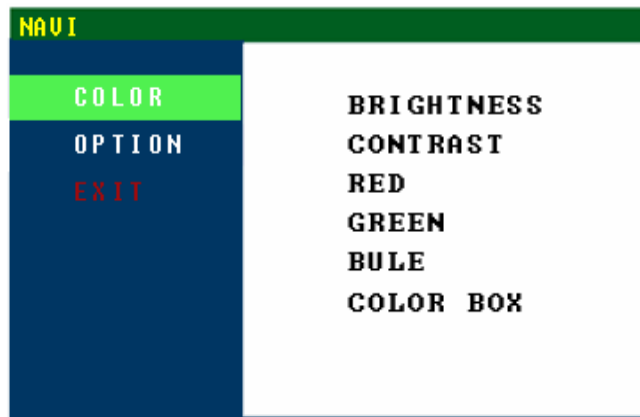 NAVI
COLOR
OPTION
EXIT
BRIGHTNESS
CONTRAST
RED
GREEN
BULE
COLOR BOX